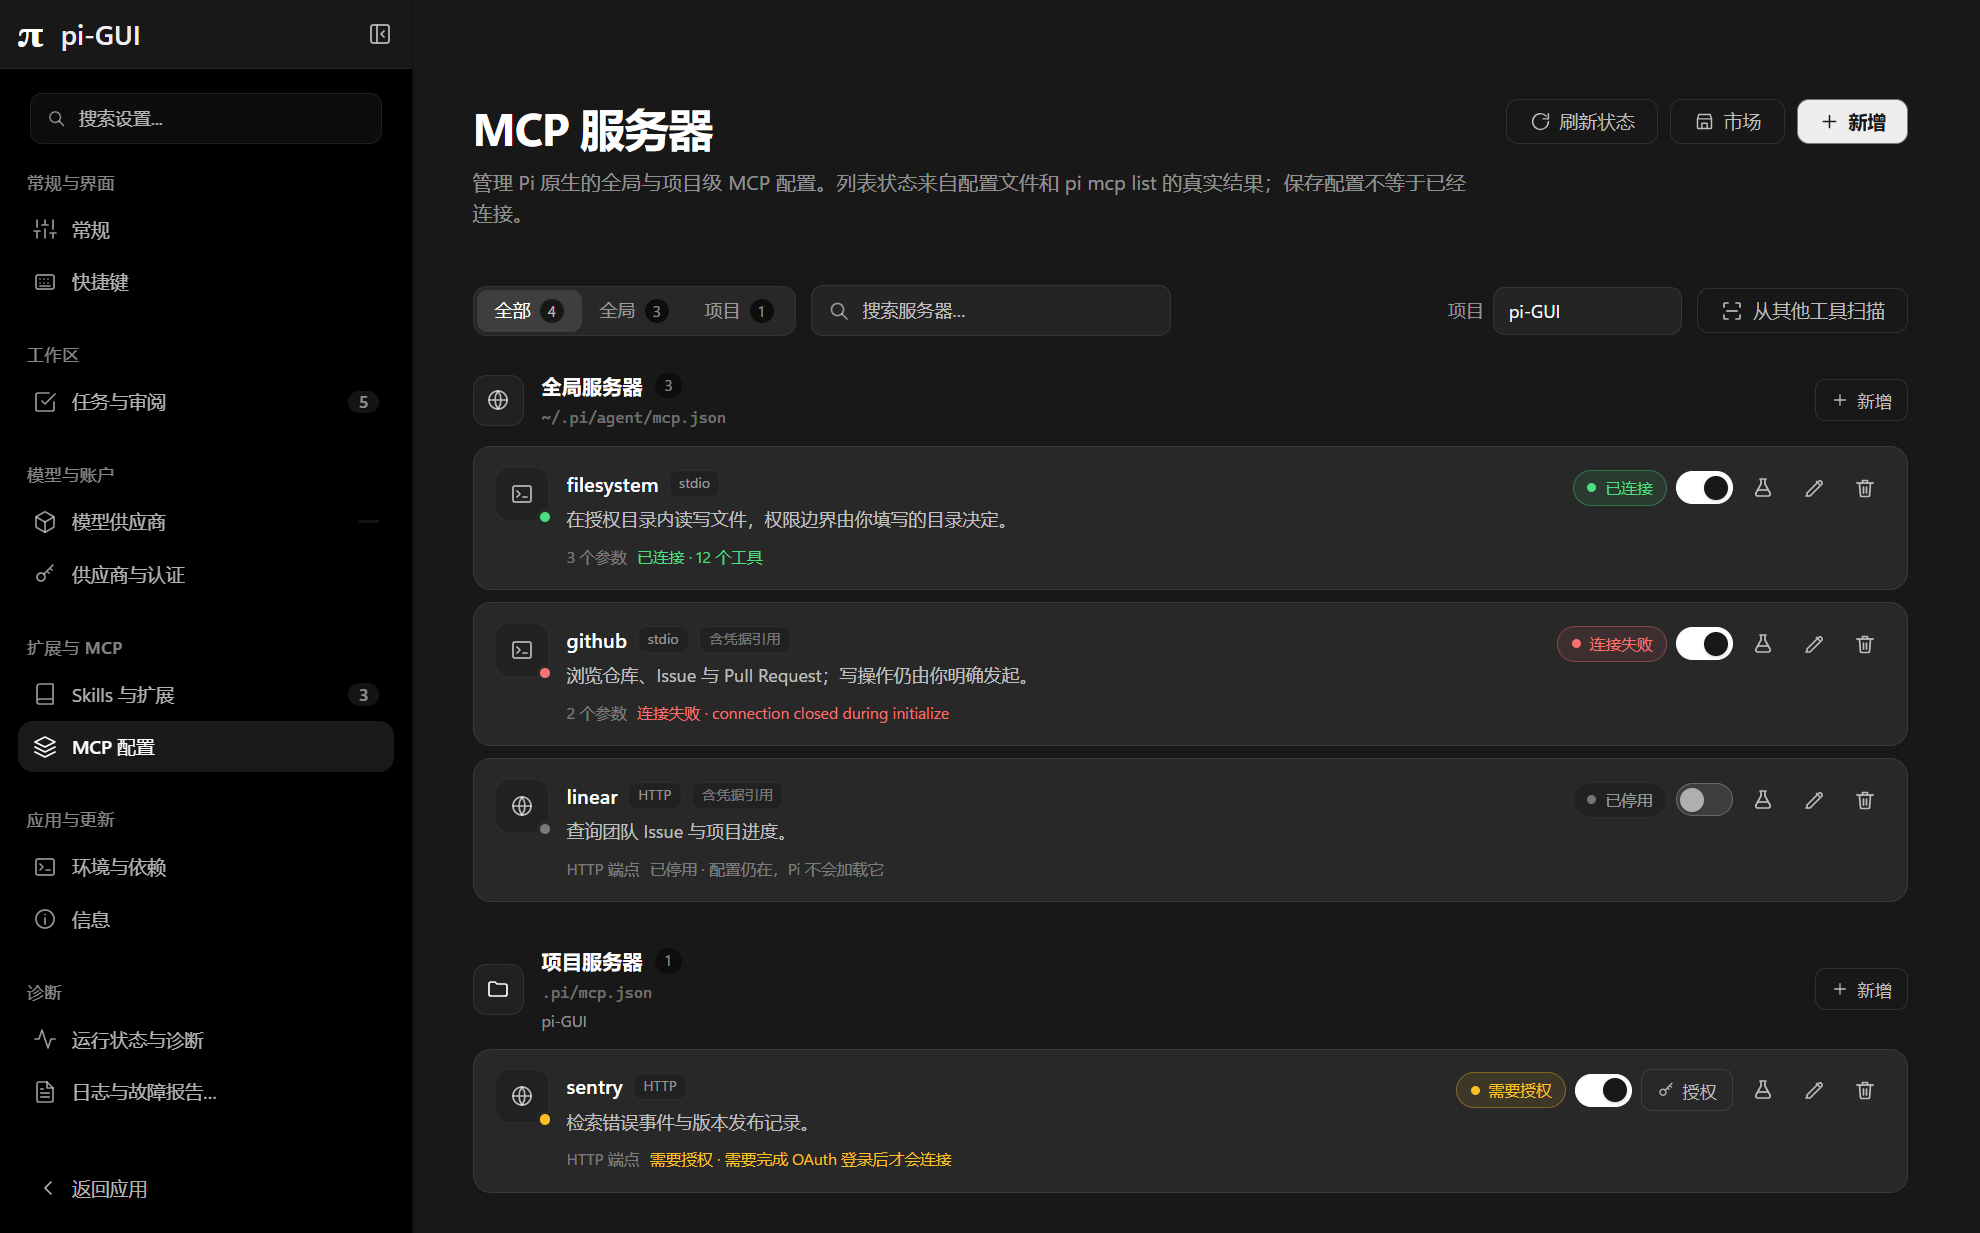 π pi-GUI
搜索设置...
常规与界面
常规
快捷键
工作区
任务与审阅 5
模型与账户
模型供应商
供应商与认证
扩展与 MCP
Skills 与扩展 3
MCP 配置
应用与更新
环境与依赖
信息
诊断
运行状态与诊断
日志与故障报告...
返回应用
MCP 服务器
刷新状态 市场 + 新增
管理 Pi 原生的全局与项目级 MCP 配置。列表状态来自配置文件和 pi mcp list 的真实结果；保存配置不等于已经
连接。
全部 4 全局 3 项目 1 搜索服务器... 项目 pi-GUI 从其他工具扫描
全局服务器 3
~/.pi/agent/mcp.json
+ 新增
filesystem stdio 已连接
在授权目录内读写文件，权限边界由你填写的目录决定。
3 个参数 已连接 · 12 个工具
github stdio 含凭据引用 连接失败
浏览仓库、Issue 与 Pull Request；写操作仍由你明确发起。
2 个参数 连接失败 · connection closed during initialize
linear HTTP 含凭据引用 已停用
查询团队 Issue 与项目进度。
HTTP 端点 已停用 · 配置仍在，Pi 不会加载它
项目服务器 1
.pi/mcp.json
pi-GUI
+ 新增
sentry HTTP 需要授权 授权
检索错误事件与版本发布记录。
HTTP 端点 需要授权 · 需要完成 OAuth 登录后才会连接